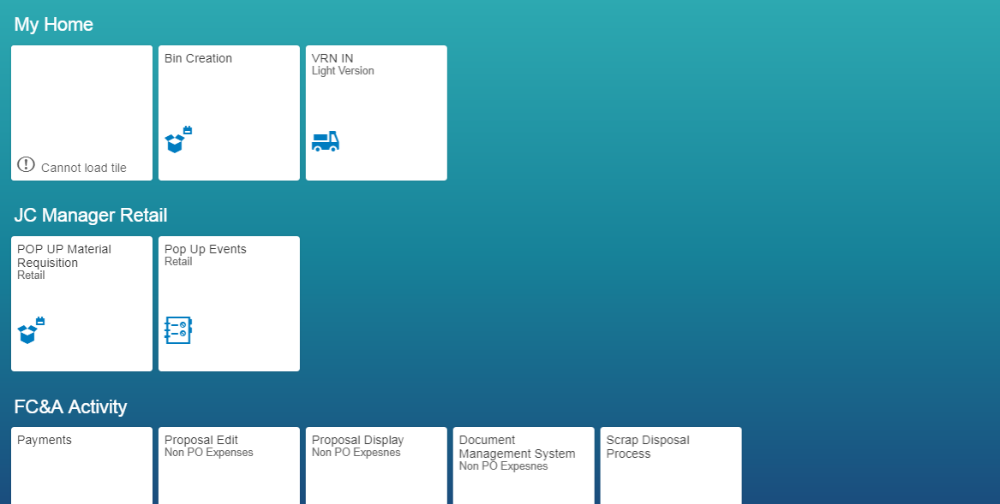 My Home
Bin Creation
VRN IN
Light Version
Cannot load tile
JC Manager Retail
POP UP Material
Requisition
Retail
Pop Up Events
Retail
FC&A Activity
Payments
Proposal Edit
Non PO Expenses
Proposal Display
Non PO Expesnes
Document
Management System
Non PO Expesnes
Scrap Disposal
Process